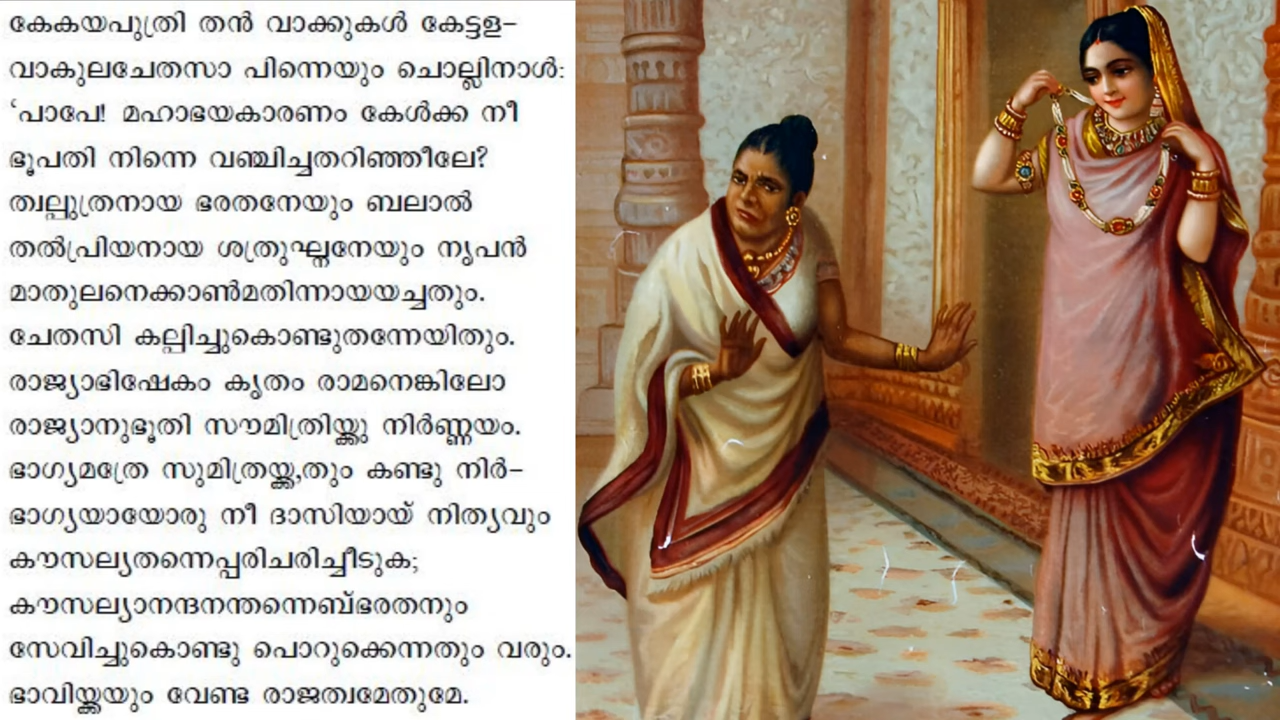 കേകയപുത്രി തൻ വാക്കുകൾ കേട്ടള-
വാകുലചേതസാ പിന്നെയും ചൊല്ലിനാൾ:
‘പാപേ! മഹാഭയകാരണം കേൾക്ക നീ
ഭൂപതി നിന്നെ വഞ്ചിച്ചതറിഞ്ഞീലേ?
ത്വല്പുത്രനായ ഭരതനേയും ബലാൽ
തൽപ്രിയനായ ശത്രുഘ്നനേയും നൃപൻ
മാതുലനെക്കാൺമതിന്നായയച്ചതും.
ചേതസി കല്പിച്ചുകൊണ്ടുതന്നേയിതും.
രാജ്യാഭിഷേകം കൃതം രാമനെങ്കിലോ
രാജ്യാനുഭൂതി സൗമിത്രിയ്ക്കു നിർണ്ണയം.
ഭാഗ്യമത്രേ സുമിത്രയ്ക്ക,തും കണ്ടു നിർ-
ഭാഗ്യയായോരു നീ ദാസിയായ് നിത്യവും
കൗസല്യതന്നെപ്പരിചരിച്ചീടുക;
കൗസല്യാനന്ദനന്തന്നെബ്ഭരതനും
സേവിച്ചുകൊണ്ടു പൊറുക്കെന്നതും വരും.
ഭാവിയ്ക്കയും വേണ്ട രാജത്വമേതുമേ.